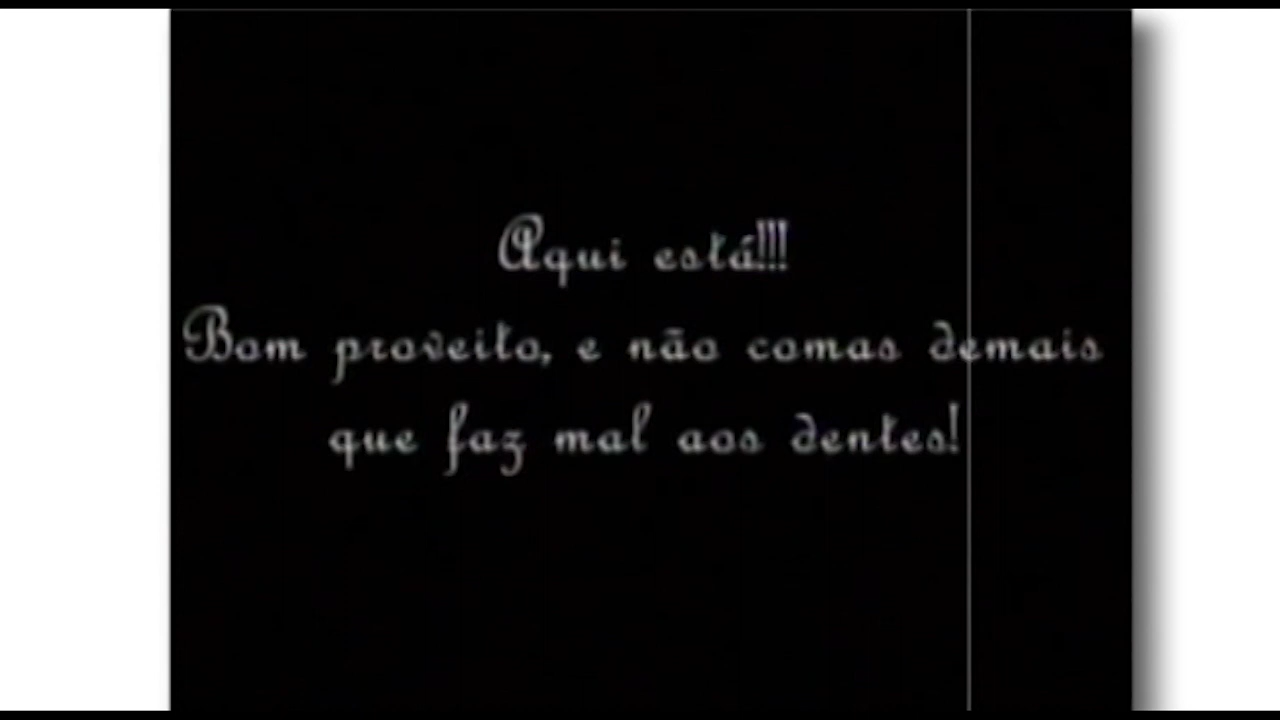 Aqui está!!!
Bom proveito, e não comas demais
que faz mal aos dentes!